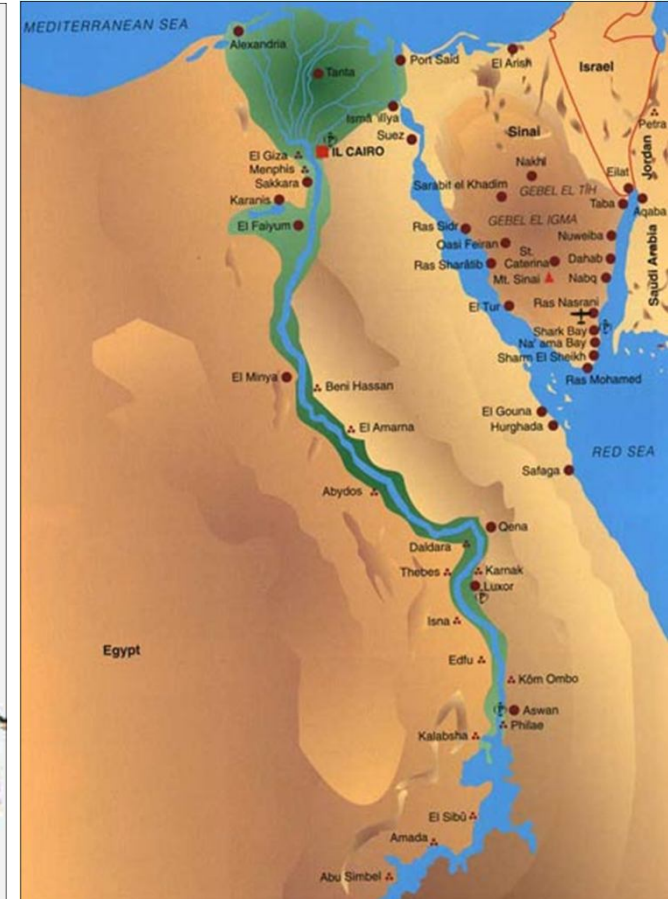 MEDITERRANEAN SEA
Alexandria
Tanta
Port Said
El Arish
Israel
Ismâ 'ilîya
Suez
Sinai
Petra
Jordan
El Giza
IL CAIRO
Menphis
Sakkara
Karanis
El Faiyum
Nakhl
Sarabit el Khadim
GEBEL EL TÎH
Eilat
Taba
Aqaba
GEBEL EL IGMA
Ras Sidr
Nuweiba
Oasi Feiran
St.
Caterina
Dahab
Ras Sharâtib
Mt. Sinai
Nabq
Saudi Arabia
El Tur
Ras Nasrani
Shark Bay
Na' ama Bay
Sharm El Sheikh
Ras Mohamed
El Minya
Beni Hassan
El Gouna
Hurghada
El Amarna
RED SEA
Safaga
Abydos
Qena
Daldara
Thebes
Karnak
Luxor
Isna
Egypt
Edfu
Kôm Ombo
Aswan
Philae
Kalabsha
El Sibû
Amada
Abu Simbel